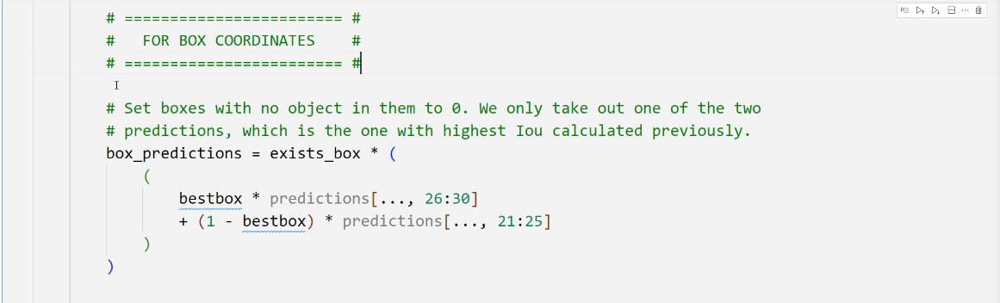 # ======================== #
#   FOR BOX COORDINATES    #
# ======================== #
# Set boxes with no object in them to 0. We only take out one of the two
# predictions, which is the one with highest Iou calculated previously.
box_predictions = exists_box * (
    (
        bestbox * predictions[..., 26:30]
        + (1 - bestbox) * predictions[..., 21:25]
    )
)